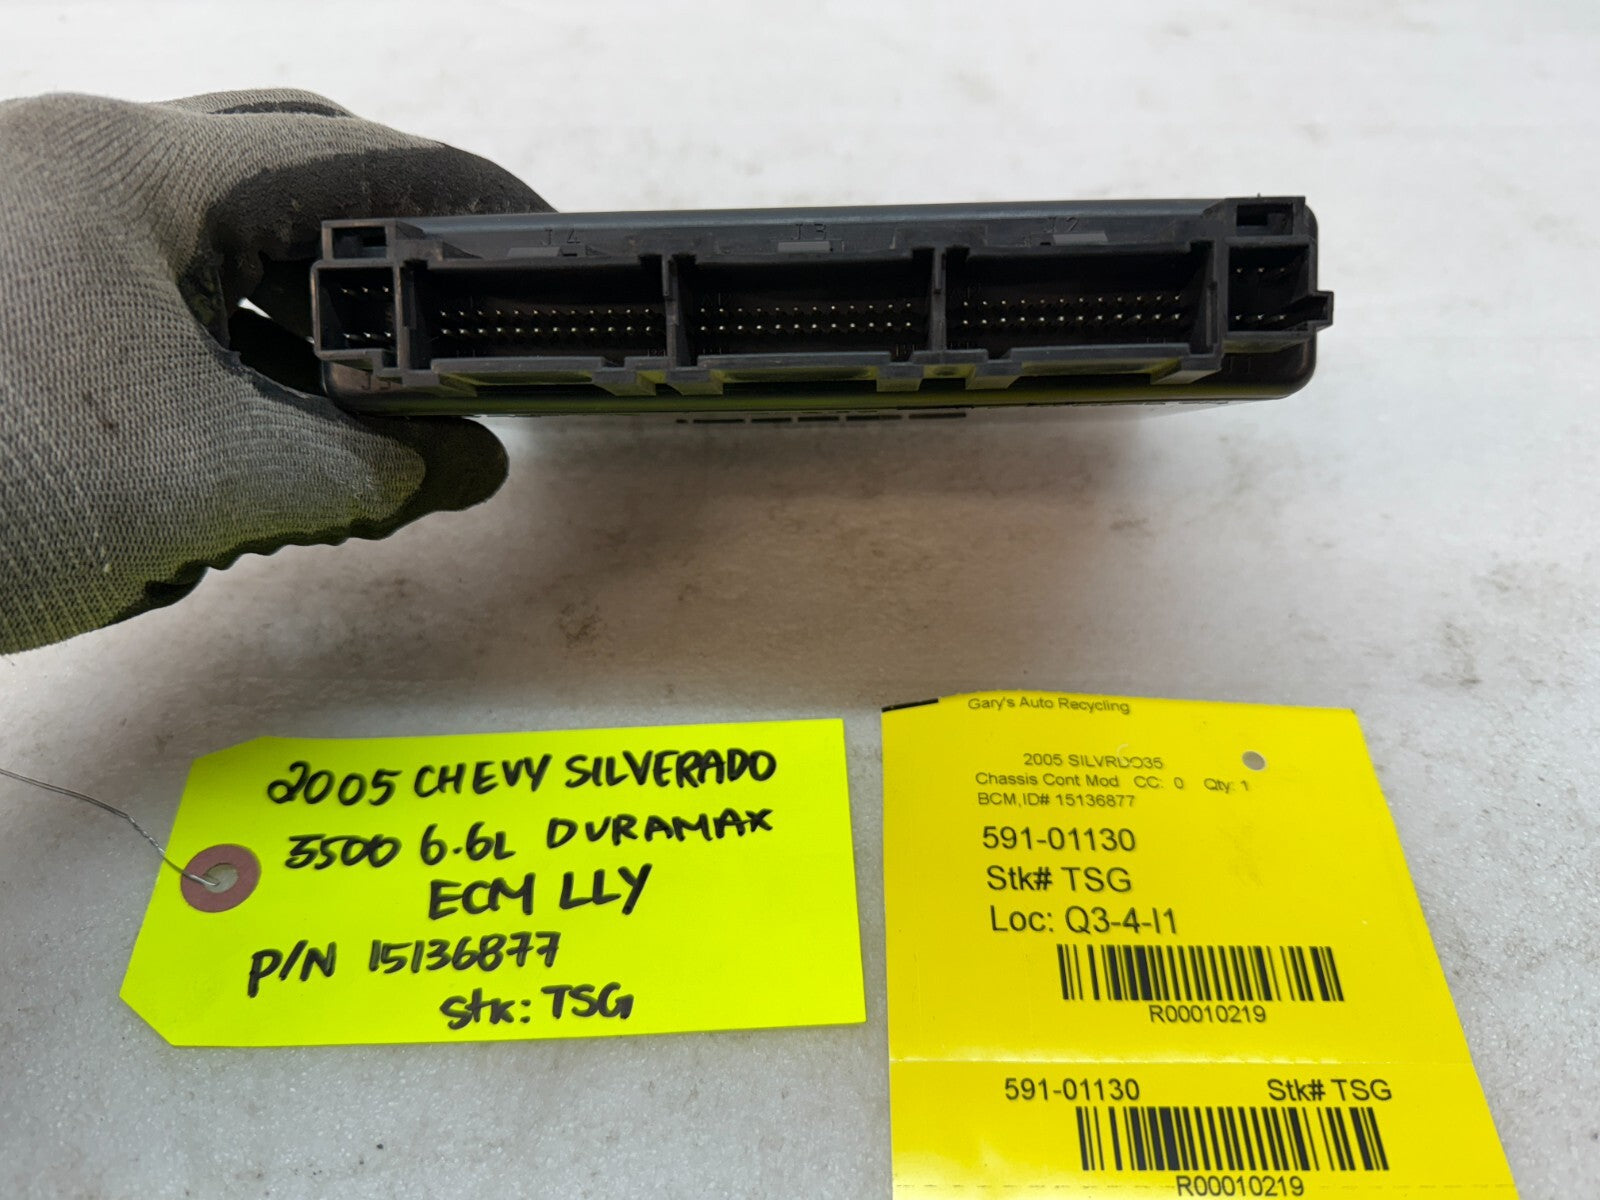 J4 J3 J2
2005 CHEVY SILVERADO
3500 6.6L DURAMAX
ECM LLY
P/N 15136877
Stk: TSG
Gary's Auto Recycling
2005 SILVRDO35
Chassis Cont Mod CC: 0 Qty: 1
BCM,ID# 15136877
591-01130
Stk# TSG
Loc: Q3-4-I1
R00010219
591-01130 Stk# TSG
R00010219